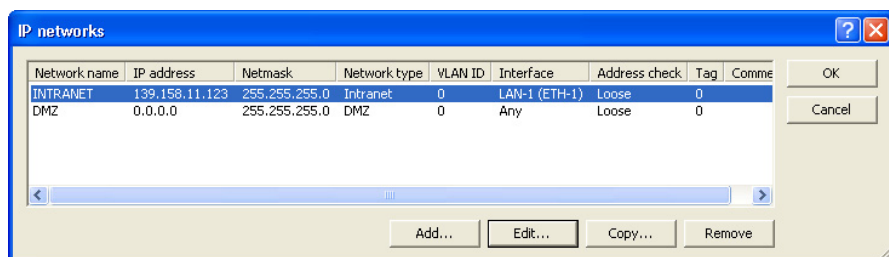 IP networks
Network name IP address Netmask Network type VLAN ID Interface Address check Tag Comme
INTRANET 139.158.11.123 255.255.255.0 Intranet 0 LAN-1 (ETH-1) Loose 0
DMZ 0.0.0.0 255.255.255.0 DMZ 0 Any Loose 0
OK
Cancel
Add... Edit... Copy... Remove